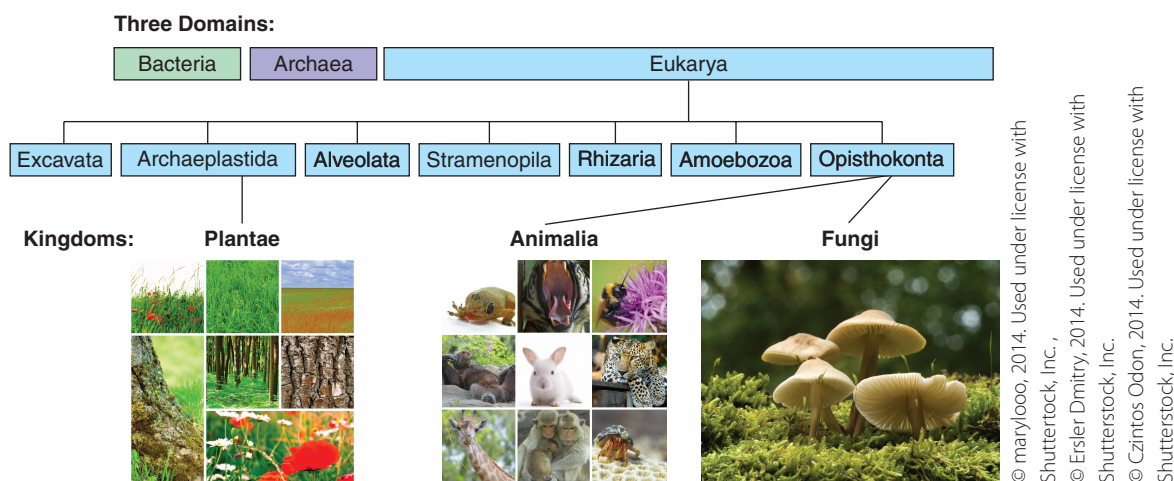 Three Domains:
Bacteria
Archaea
Eukarya
Excavata
Archaeplastida
Alveolata
Stramenopila
Rhizaria
Amoebozoa
Opisthokonta
Kingdoms:
Plantae
Animalia
Fungi
© marylooo, 2014. Used under license with
Shuttertock, Inc. ,
© Ersler Dmitry, 2014. Used under license with
Shutterstock, Inc.
© Czintos Odon, 2014. Used under license with
Shutterstock, Inc.